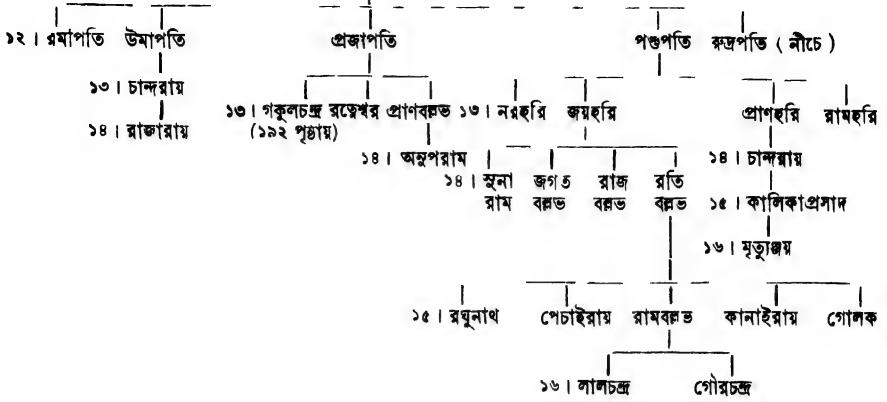 ১২। রমাপতি উমাপতি প্রজাপতি পশুপতি রুদ্রপতি ( নীচে )
১৩। চান্দরায়
১৩। গকুলচন্দ্র রত্নেশ্বর প্রাণবল্লভ ১৩। নরহরি জয়হরি প্রাণহরি রামহরি
১৪। রাজারায় (১৯২ পৃষ্ঠায়)
১৪। অনুপরাম ১৪। চান্দরায়
১৪। সুনা জগত রাজ রতি
রাম বল্লভ বল্লভ বল্লভ ১৫। কালিকাপ্রসাদ
১৬। মৃত্যুঞ্জয়
১৫। রঘুনাথ পেচাইরায় রামবল্লভ কানাইরায় গোলক
১৬। লালচন্দ্র গৌরচন্দ্র